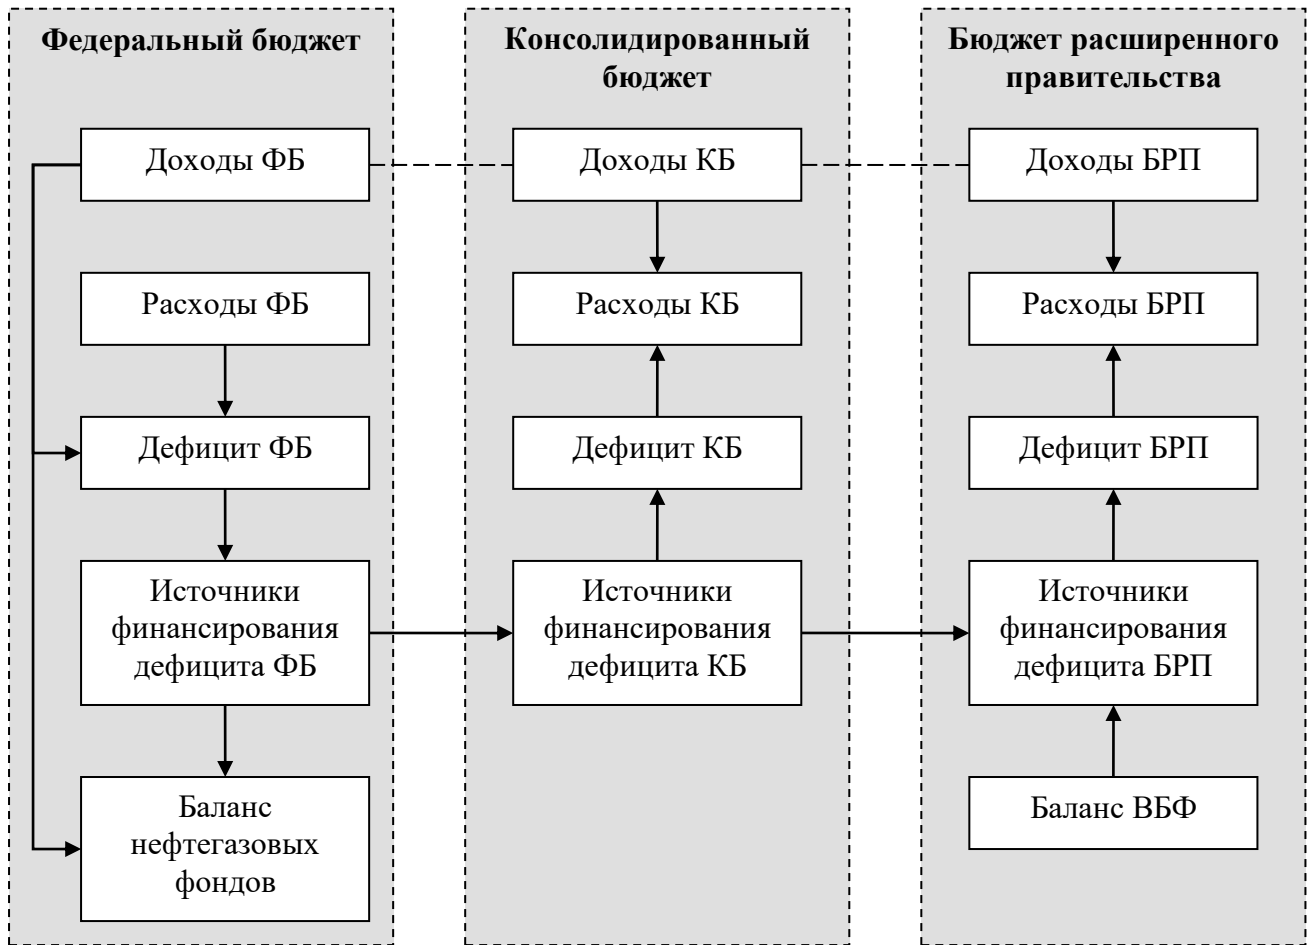 Федеральный бюджет
Доходы ФБ
Расходы ФБ
Дефицит ФБ
Источники
финансирования
дефицита ФБ
Баланс
нефтегазовых
фондов
Консолидированный
бюджет
Доходы КБ
Расходы КБ
Дефицит КБ
Источники
финансирования
дефицита КБ
Бюджет расширенного
правительства
Доходы БРП
Расходы БРП
Дефицит БРП
Источники
финансирования
дефицита БРП
Баланс ВБФ